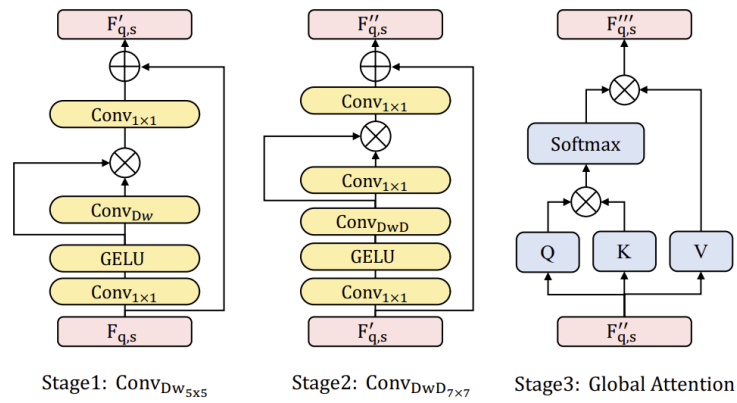 F′q,s
Conv1×1
Conv𝐷𝑤
GELU
Conv1×1
Fq,s
Stage1: ConvDw5x5
F′′q,s
Conv1×1
Conv1×1
ConvDwD
GELU
Conv1×1
F′q,s
Stage2: ConvDwD7×7
F′′′q,s
Softmax
Q K V
F′′q,s
Stage3: Global Attention